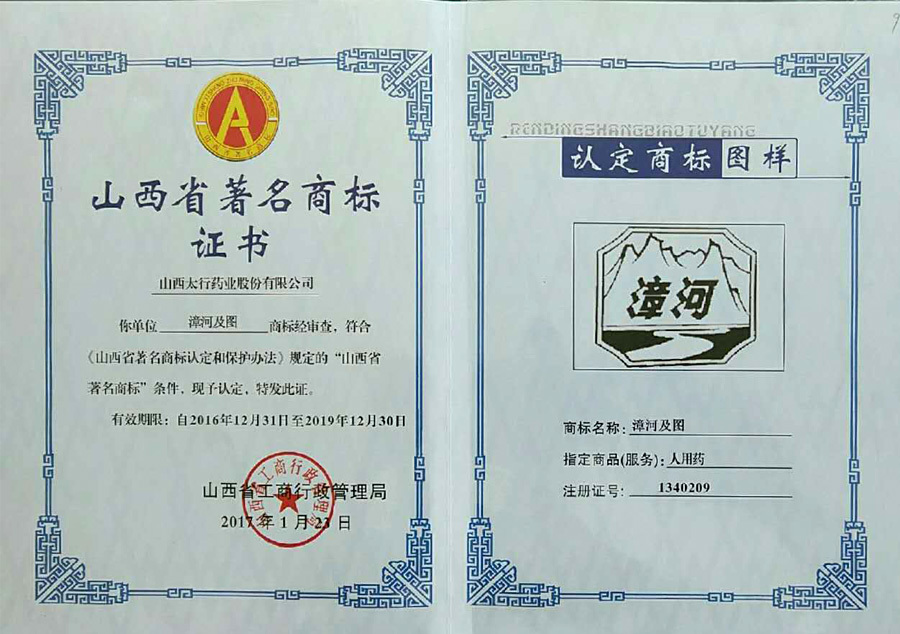 山西省著名商标
证书
山西太行药业股份有限公司
你单位 漳河及图 商标经审查，符合
《山西省著名商标认定和保护办法》规定的“山西省
著名商标”条件，现予认定，特发此证。
有效期限：自2016年12月31日至2019年12月30日
山西省工商行政管理局
2017年1月23日
RENDINGSHANGBIAOTUYANG
认定商标图样
漳河
商标名称：漳河及图
指定商品(服务)：人用药
注册证号：1340209